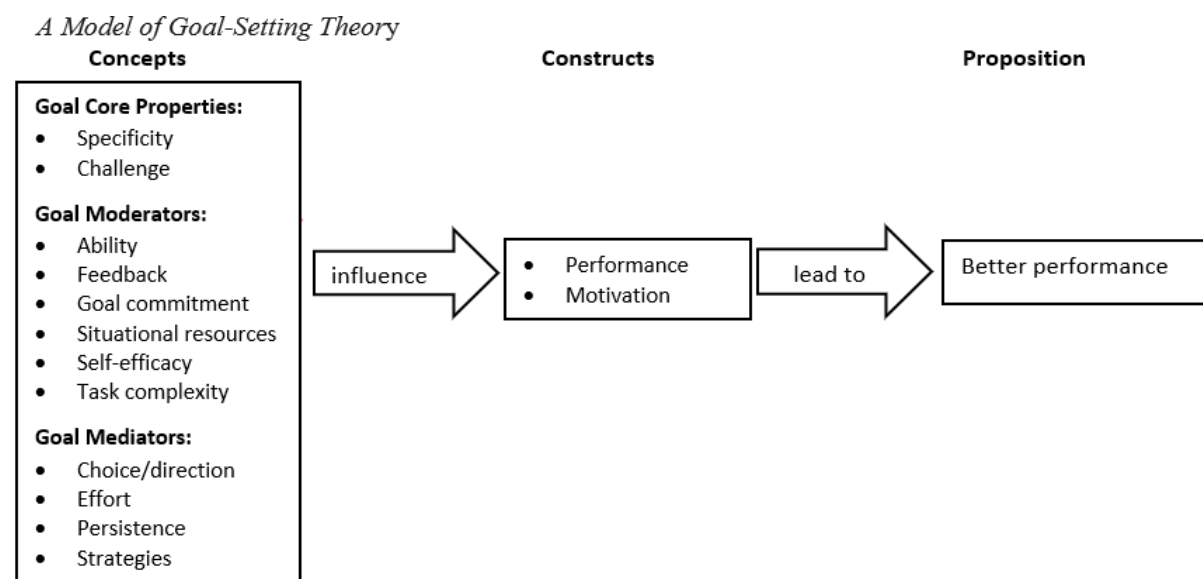 A Model of Goal-Setting Theory
Concepts
Constructs
Proposition
Goal Core Properties:
• Specificity
• Challenge
Goal Moderators:
• Ability
• Feedback
• Goal commitment
• Situational resources
• Self-efficacy
• Task complexity
Goal Mediators:
• Choice/direction
• Effort
• Persistence
• Strategies
influence
• Performance
• Motivation
lead to
Better performance